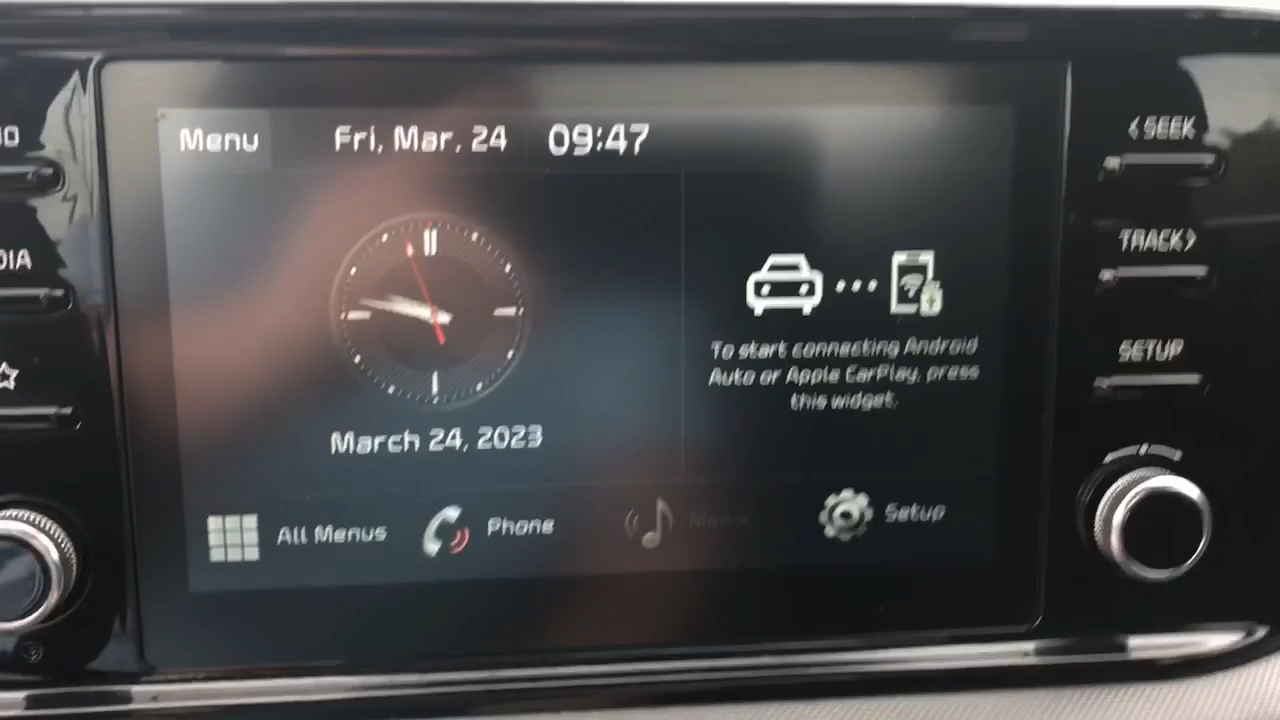 Menu Fri, Mar, 24 09:47
<SEEK
TRACK>
SETUP
To start connecting Android
Auto or Apple CarPlay, press
this widget.
March 24, 2023
All Menus Phone Setup